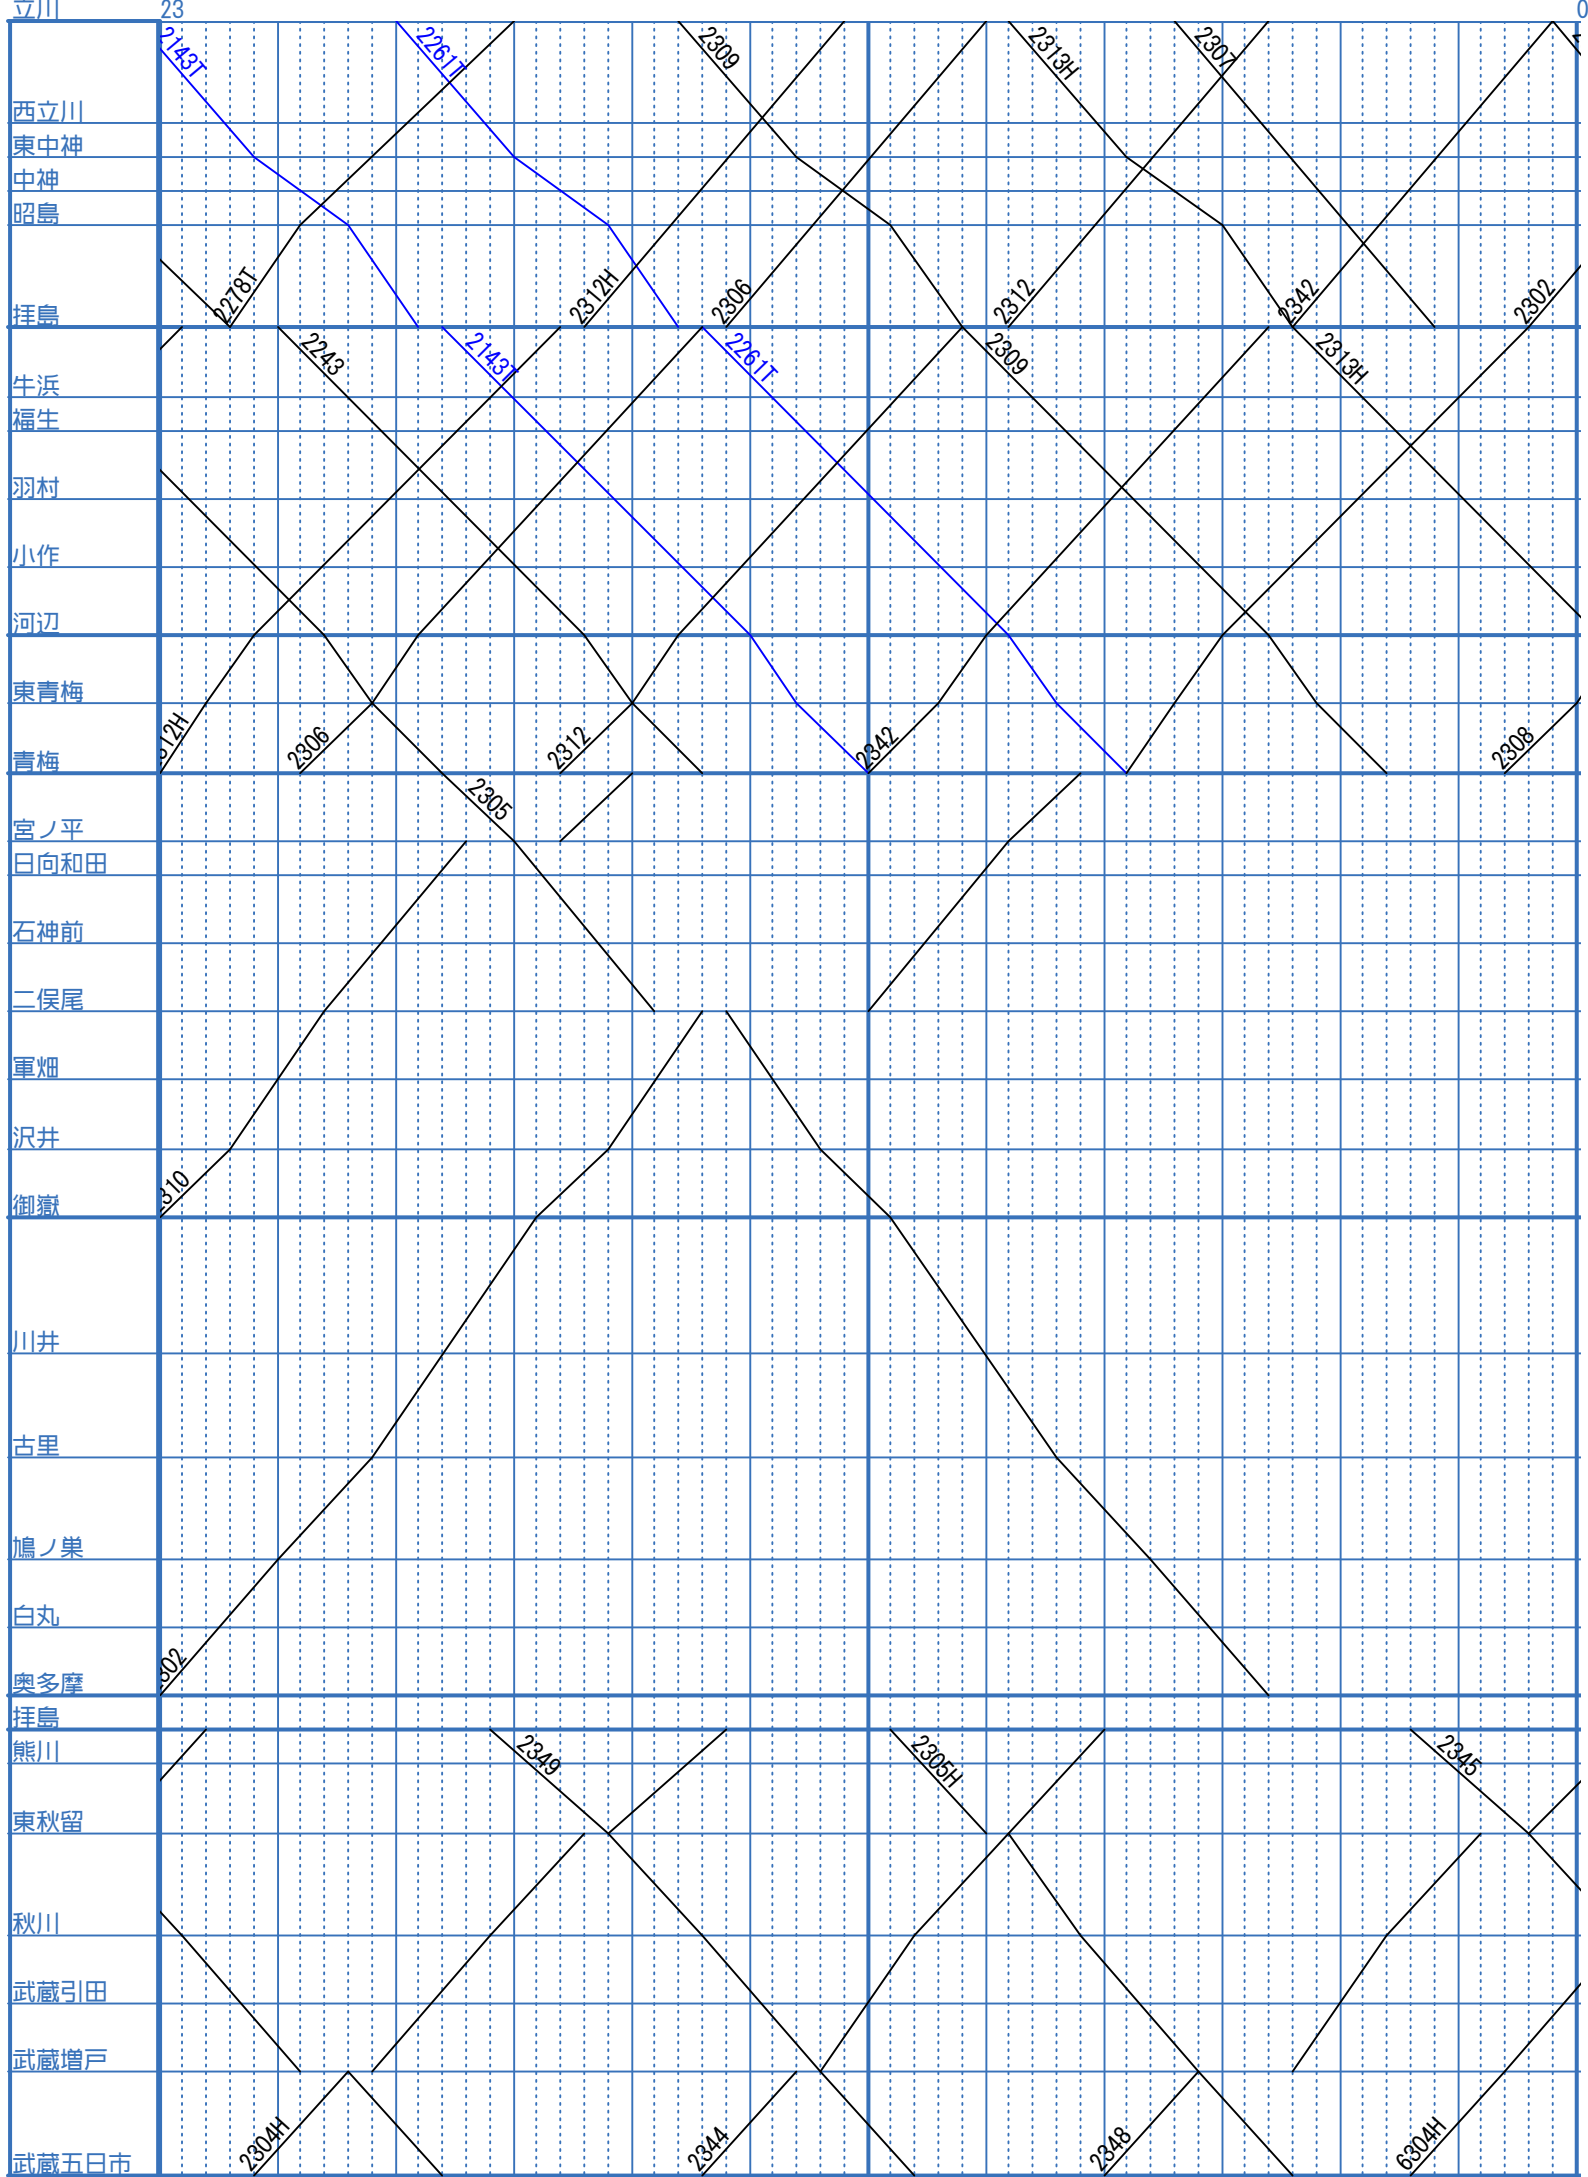 立川
23
0
2143T
2261T
2309
2313H
2307
西立川
東中神
中神
昭島
拝島
2278T
2312H
2306
2312
2342
2302
牛浜
2243
2143T
2261T
2309
2313H
福生
羽村
小作
河辺
東青梅
青梅
312H
2306
2312
2342
2308
宮ノ平
2305
日向和田
石神前
二俣尾
軍畑
沢井
御嶽
310
川井
古里
鳩ノ巣
白丸
奥多摩
302
拝島
熊川
2349
2305H
2345
東秋留
秋川
武蔵引田
武蔵増戸
武蔵五日市
2304H
2344
2348
6304H